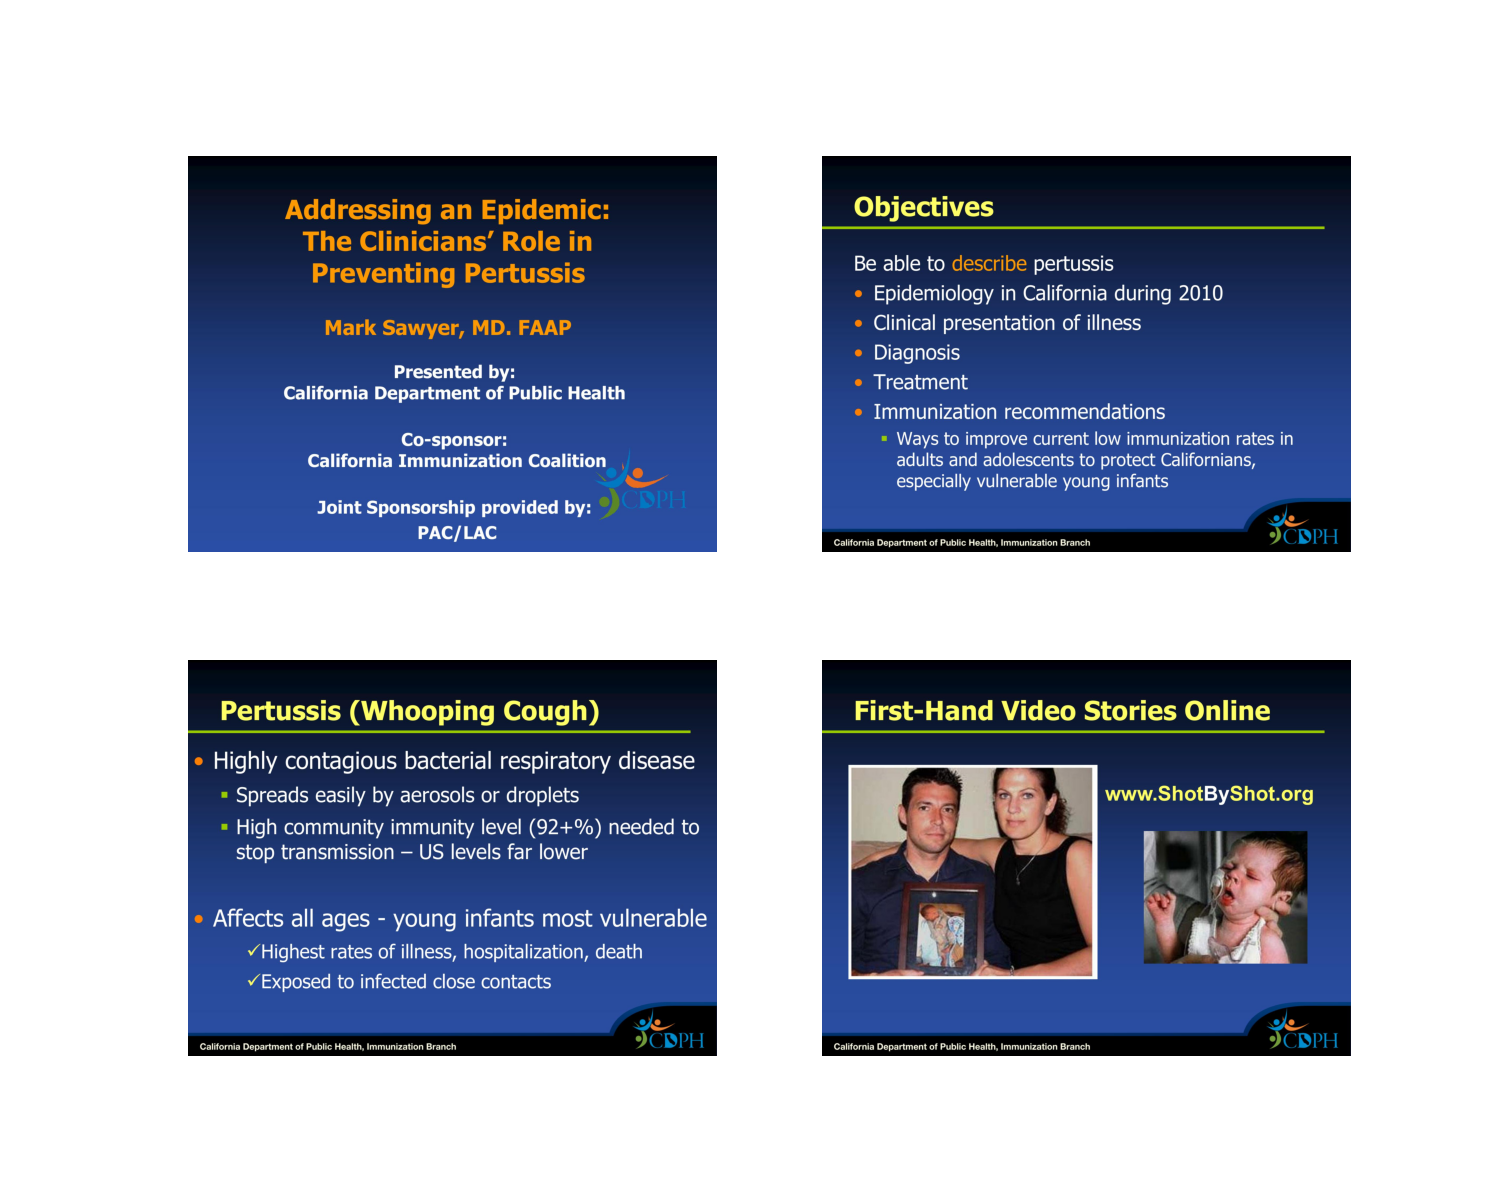 Addressing an Epidemic:
The Clinicians’ Role in
Preventing Pertussis
Mark Sawyer, MD. FAAP
Presented by:
California Department of Public Health
Co-sponsor:
California Immunization Coalition
Joint Sponsorship provided by:
PAC/LAC
CDPH
Objectives
Be able to describe pertussis
• Epidemiology in California during 2010
• Clinical presentation of illness
• Diagnosis
• Treatment
• Immunization recommendations
▪ Ways to improve current low immunization rates in
adults and adolescents to protect Californians,
especially vulnerable young infants
California Department of Public Health, Immunization Branch
CDPH
Pertussis (Whooping Cough)
• Highly contagious bacterial respiratory disease
▪ Spreads easily by aerosols or droplets
▪ High community immunity level (92+%) needed to
stop transmission – US levels far lower
• Affects all ages - young infants most vulnerable
✓Highest rates of illness, hospitalization, death
✓Exposed to infected close contacts
California Department of Public Health, Immunization Branch
CDPH
First-Hand Video Stories Online
www.ShotByShot.org
California Department of Public Health, Immunization Branch
CDPH